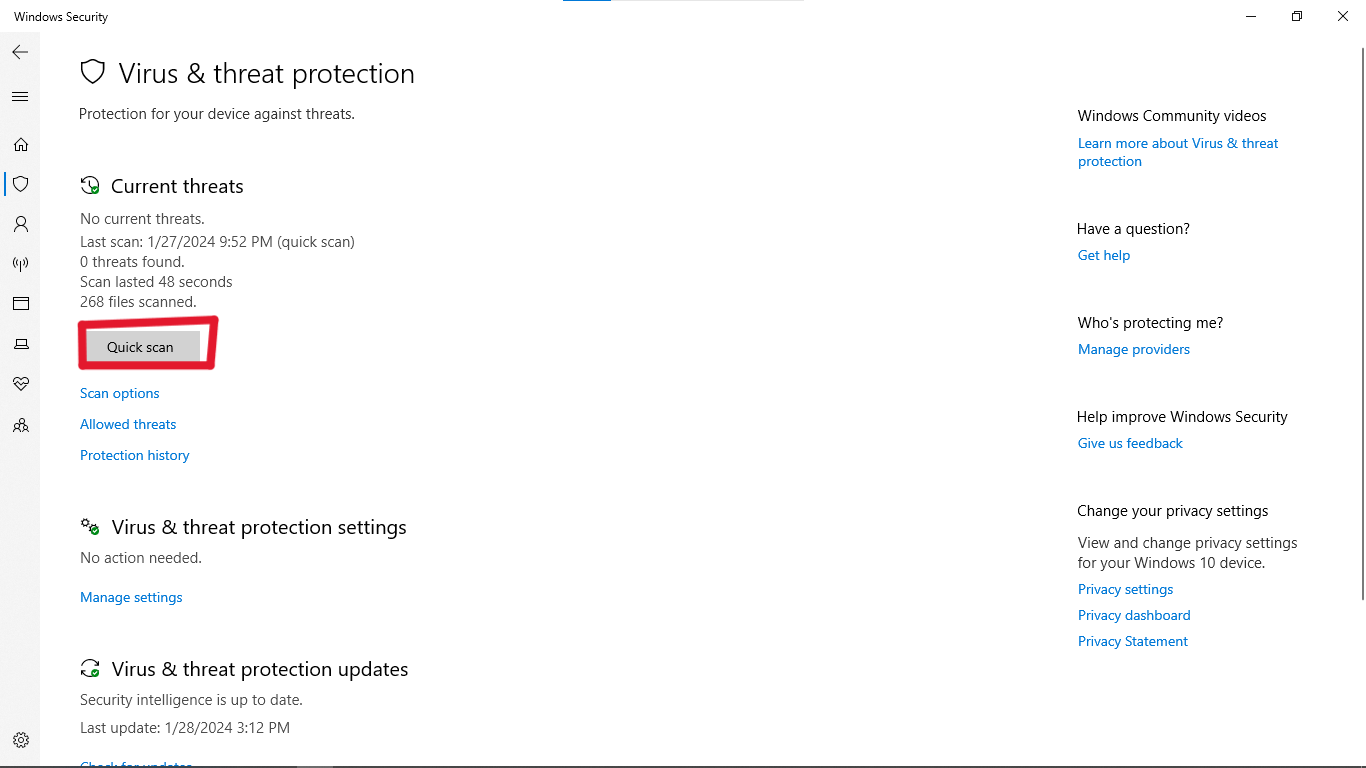 Windows Security
Virus & threat protection
Protection for your device against threats.
Current threats
No current threats.
Last scan: 1/27/2024 9:52 PM (quick scan)
0 threats found.
Scan lasted 48 seconds
268 files scanned.
Quick scan
Scan options
Allowed threats
Protection history
Virus & threat protection settings
No action needed.
Manage settings
Virus & threat protection updates
Security intelligence is up to date.
Last update: 1/28/2024 3:12 PM
Check for updates
Windows Community videos
Learn more about Virus & threat
protection
Have a question?
Get help
Who's protecting me?
Manage providers
Help improve Windows Security
Give us feedback
Change your privacy settings
View and change privacy settings
for your Windows 10 device.
Privacy settings
Privacy dashboard
Privacy Statement